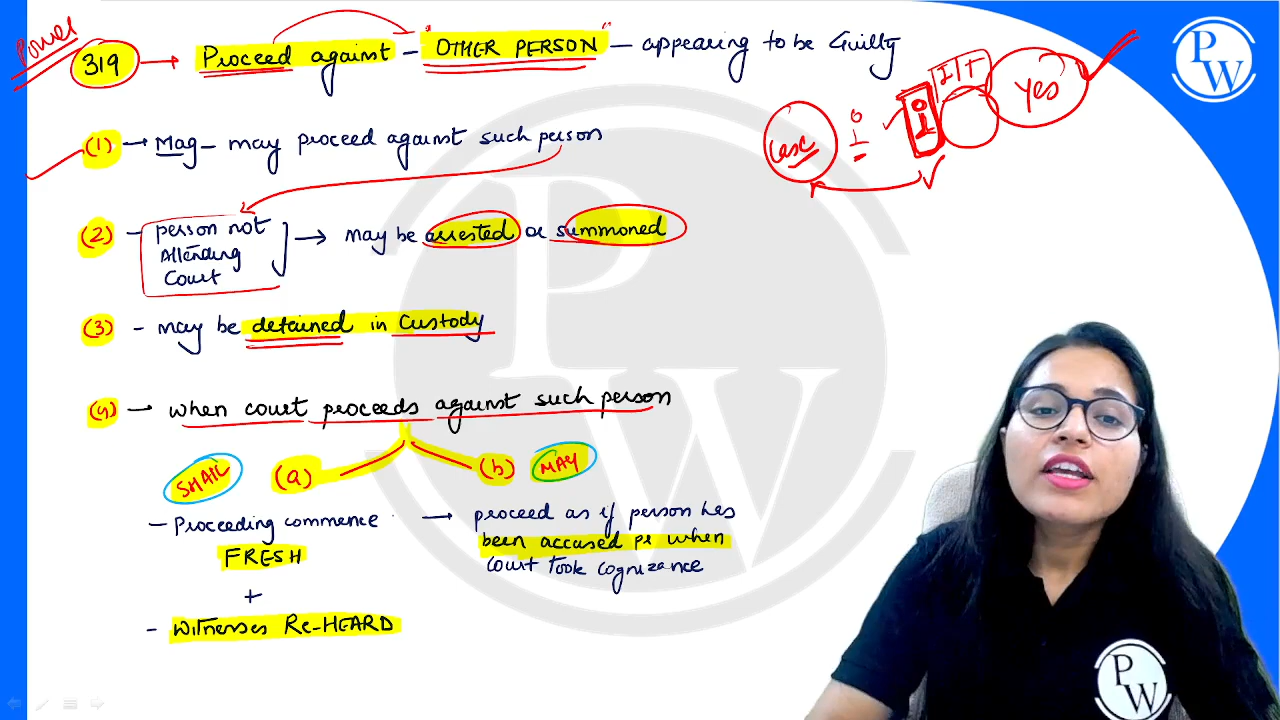 Power
319 → Proceed against - "OTHER PERSON" - appearing to be Guilty
I/T
Case
Yes
(1) → Mag - may proceed against such person
(2) - person not Attending Court → may be arrested or summoned
(3) - may be detained in Custody
(4) → when court proceeds against such person
SHALL (a) (b) MAY
- Proceeding commence → proceed as if person has
FRESH been accused pr when
court took cognizance
+
- Witnesses Re-HEARD
P
W
P
W
P
W